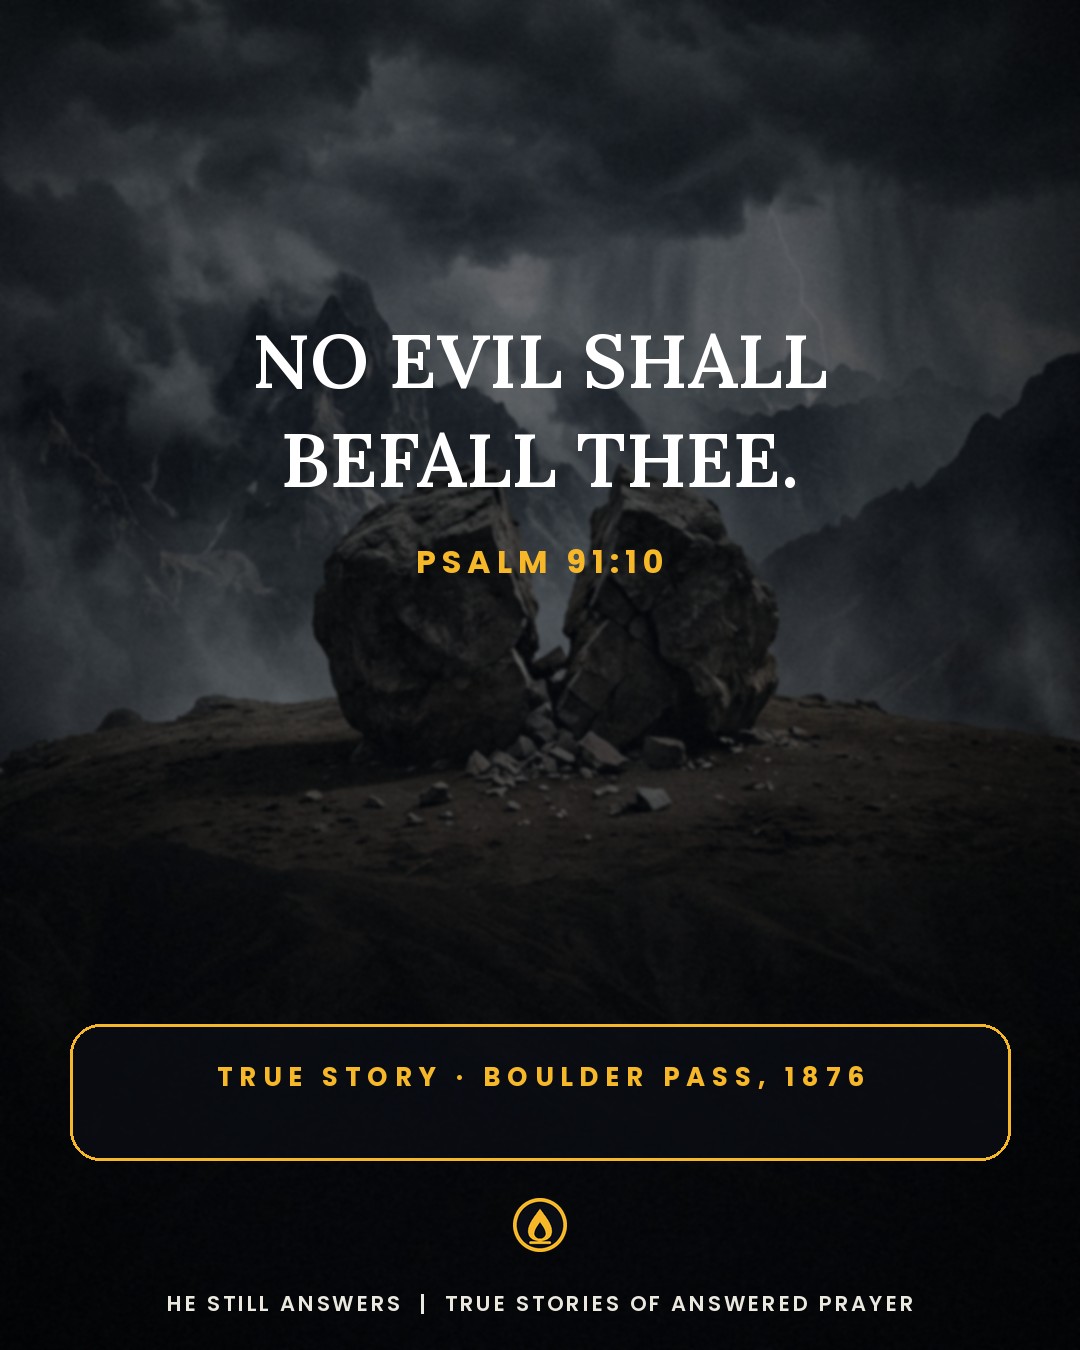 NO EVIL SHALL
BEFALL THEE.
PSALM 91:10
TRUE STORY · BOULDER PASS, 1876
HE STILL ANSWERS | TRUE STORIES OF ANSWERED PRAYER